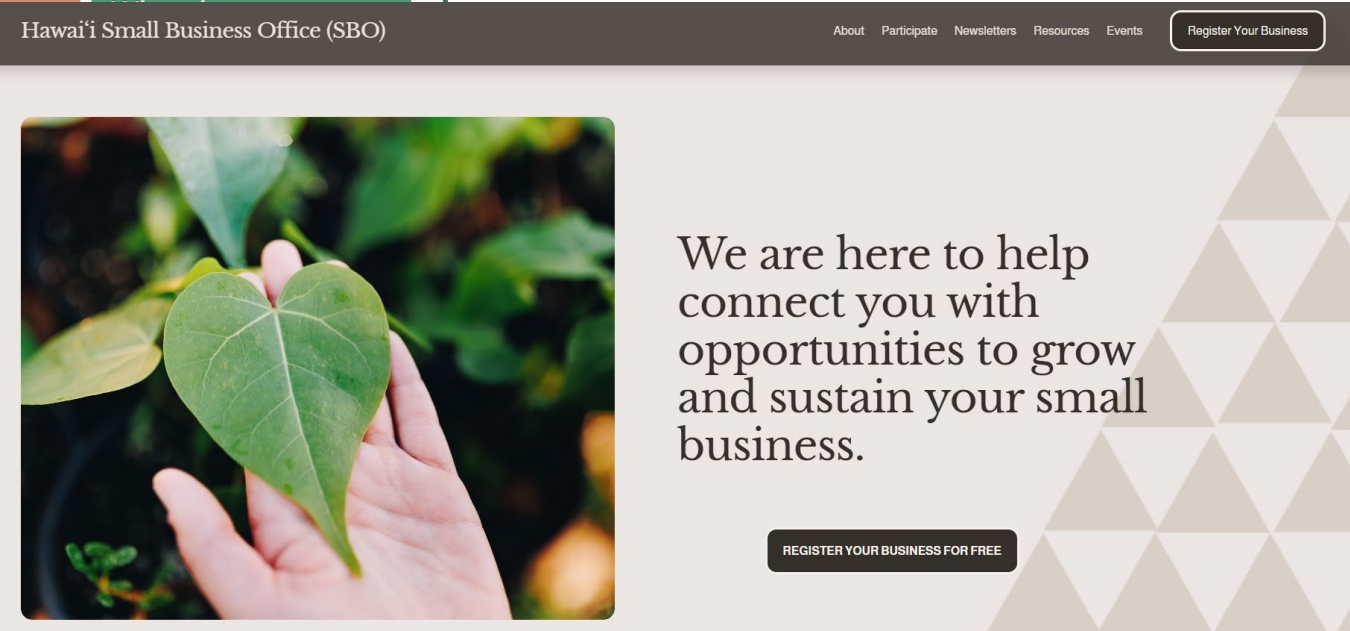 Hawaiʻi Small Business Office (SBO)
About Participate Newsletters Resources Events Register Your Business
We are here to help
connect you with
opportunities to grow
and sustain your small
business.
REGISTER YOUR BUSINESS FOR FREE